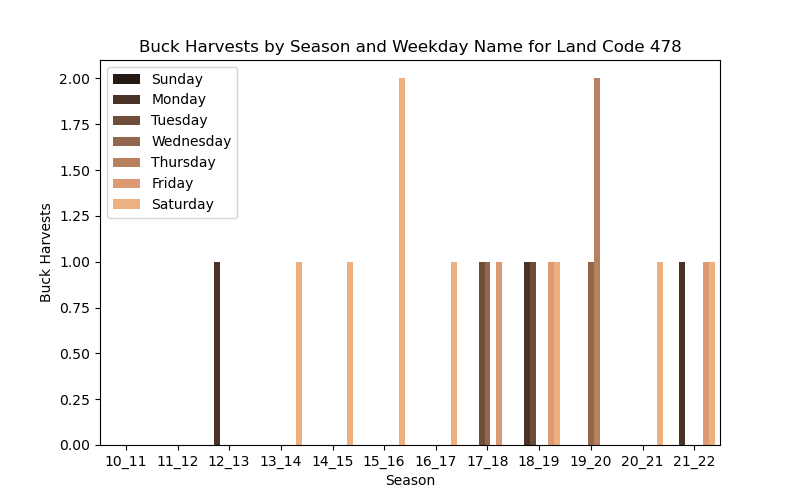 Buck Harvests by Season and Weekday Name for Land Code 478
2.00
1.75
1.50
1.25
1.00
0.75
0.50
0.25
0.00
Buck Harvests
Sunday
Monday
Tuesday
Wednesday
Thursday
Friday
Saturday
10_11 11_12 12_13 13_14 14_15 15_16 16_17 17_18 18_19 19_20 20_21 21_22
Season